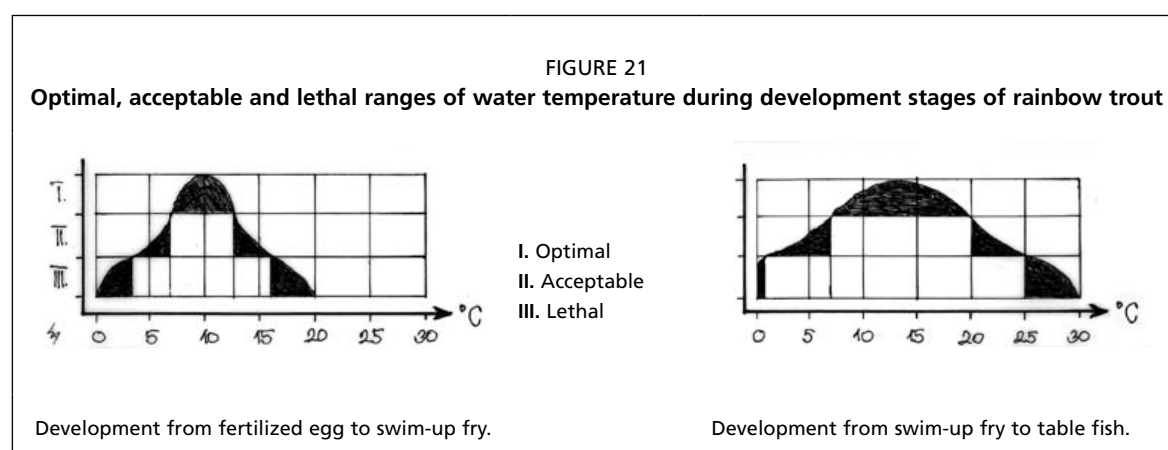 FIGURE 21
Optimal, acceptable and lethal ranges of water temperature during development stages of rainbow trout
I.
II.
III.
°C
0 5 10 15 20 25 30
I. Optimal
II. Acceptable
III. Lethal
°C
0 5 10 15 20 25 30
Development from fertilized egg to swim-up fry.
Development from swim-up fry to table fish.